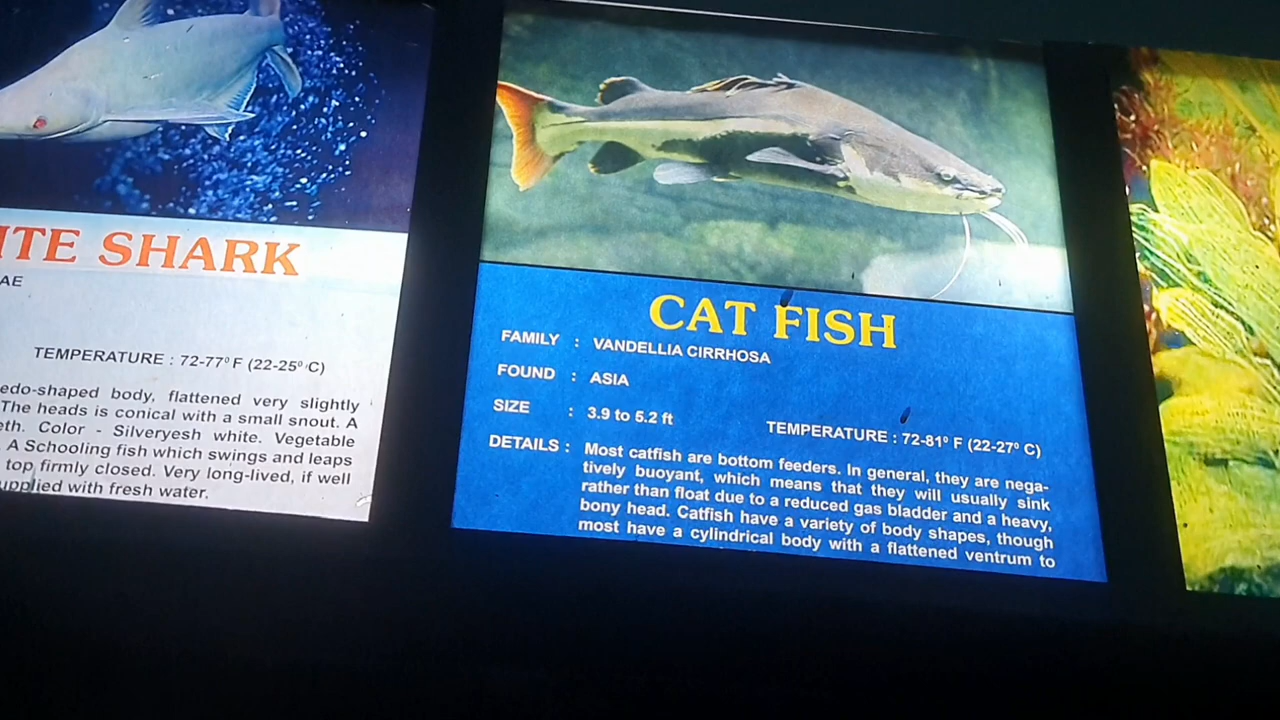 ITE SHARK
AE
TEMPERATURE : 72-77⁰ F (22-25⁰ C)
edo-shaped body, flattened very slightly
The heads is conical with a small snout. A
eth. Color - Silveryesh white. Vegetable
. A Schooling fish which swings and leaps
top firmly closed. Very long-lived, if well
upplied with fresh water.
CAT FISH
FAMILY : VANDELLIA CIRRHOSA
FOUND : ASIA
SIZE : 3.9 to 5.2 ft
TEMPERATURE : 72-81⁰ F (22-27⁰ C)
DETAILS : Most catfish are bottom feeders. In general, they are nega-
tively buoyant, which means that they will usually sink
rather than float due to a reduced gas bladder and a heavy,
bony head. Catfish have a variety of body shapes, though
most have a cylindrical body with a flattened ventrum to